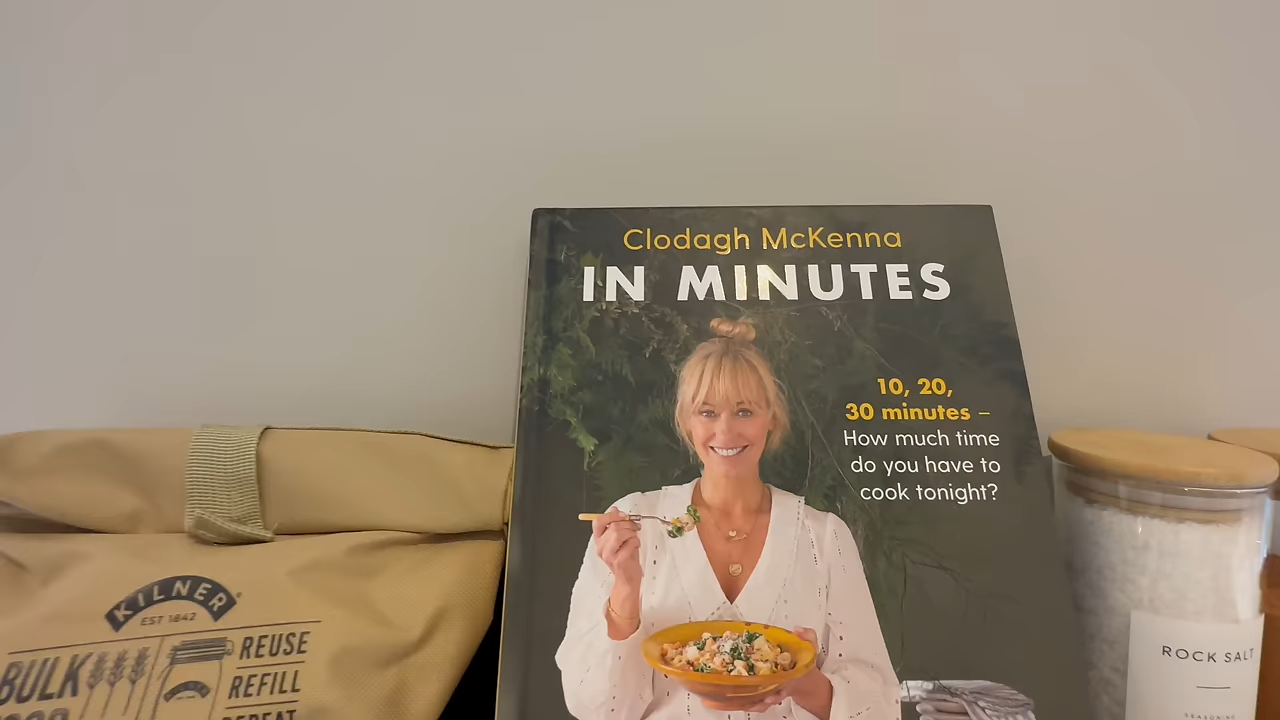 Clodagh McKenna
IN MINUTES
10, 20,
30 minutes –
How much time
do you have to
cook tonight?
KILNER®
EST 1842
BULK
REUSE
REFILL
REPEAT
ROCK SALT